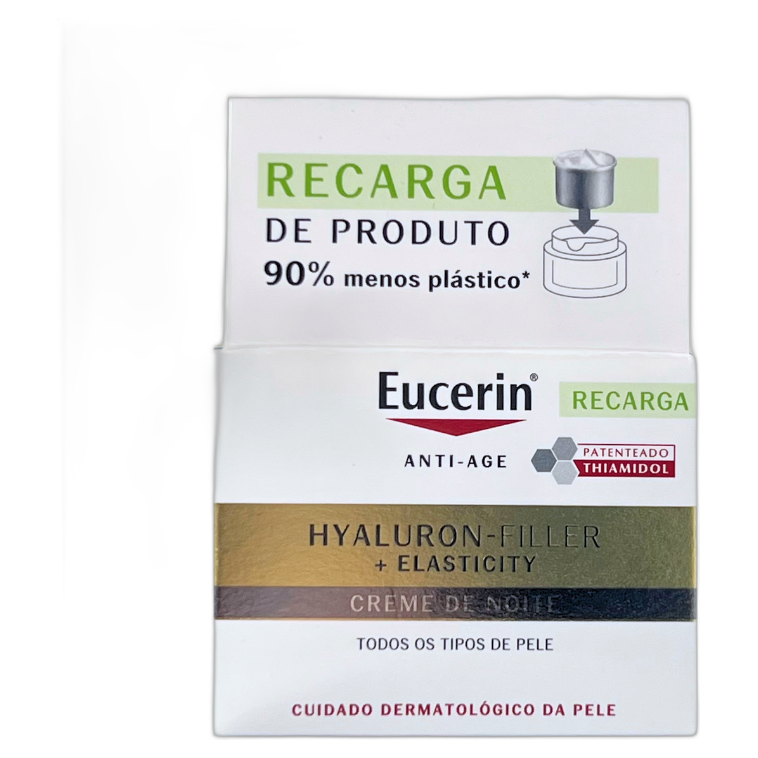 RECARGA
DE PRODUTO
90% menos plástico*
Eucerin®
RECARGA
ANTI-AGE
PATENTEADO
THIAMIDOL
HYALURON-FILLER
+ ELASTICITY
CREME DE NOITE
TODOS OS TIPOS DE PELE
CUIDADO DERMATOLÓGICO DA PELE